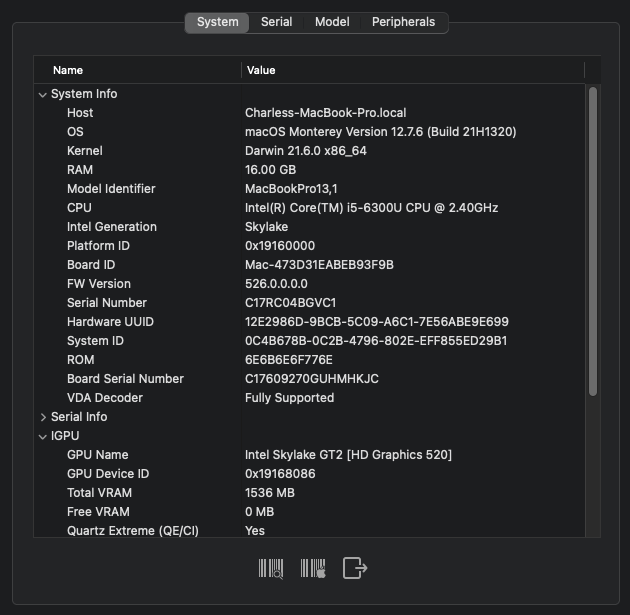 System Serial Model Peripherals
Name Value
System Info
Host Charless-MacBook-Pro.local
OS macOS Monterey Version 12.7.6 (Build 21H1320)
Kernel Darwin 21.6.0 x86_64
RAM 16.00 GB
Model Identifier MacBookPro13,1
CPU Intel(R) Core(TM) i5-6300U CPU @ 2.40GHz
Intel Generation Skylake
Platform ID 0x19160000
Board ID Mac-473D31EABEB93F9B
FW Version 526.0.0.0.0
Serial Number C17RC04BGVC1
Hardware UUID 12E2986D-9BCB-5C09-A6C1-7E56ABE9E699
System ID 0C4B678B-0C2B-4796-802E-EFF855ED29B1
ROM 6E6B6E6F776E
Board Serial Number C17609270GUHMHKJC
VDA Decoder Fully Supported
Serial Info
IGPU
GPU Name Intel Skylake GT2 [HD Graphics 520]
GPU Device ID 0x19168086
Total VRAM 1536 MB
Free VRAM 0 MB
Quartz Extreme (QE/CI) Yes